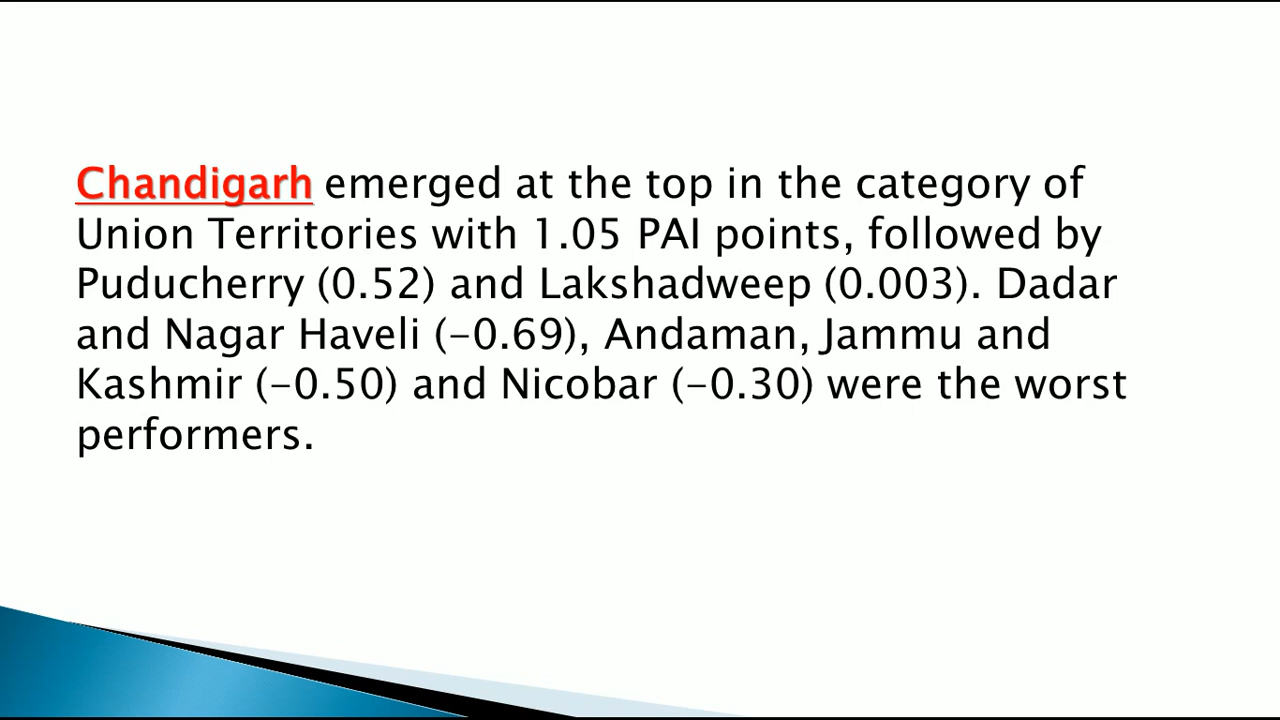 Chandigarh emerged at the top in the category of
Union Territories with 1.05 PAI points, followed by
Puducherry (0.52) and Lakshadweep (0.003). Dadar
and Nagar Haveli (-0.69), Andaman, Jammu and
Kashmir (-0.50) and Nicobar (-0.30) were the worst
performers.